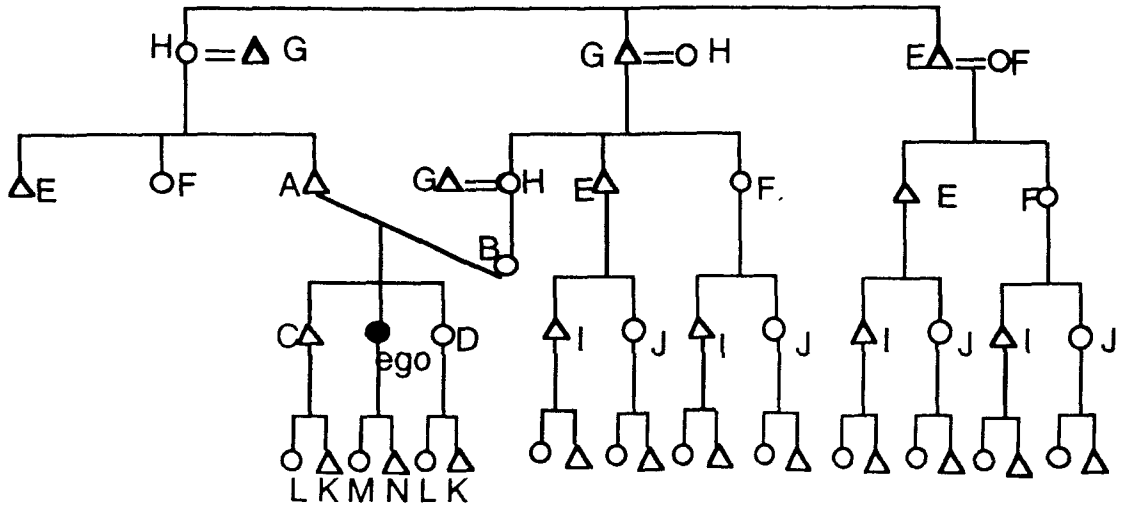 H G G H E F
E F A G H E F E F
B
C ego D I J I J I J I J
L K M N L K